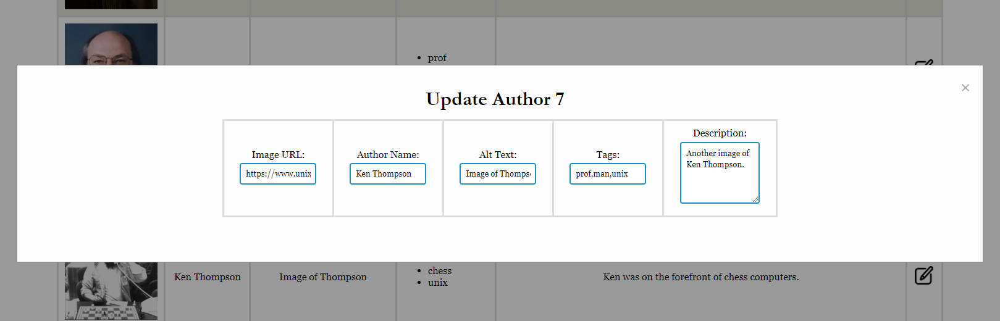 prof
Update Author 7
×
Image URL:
https://www.unix
Author Name:
Ken Thompson
Alt Text:
Image of Thomps
Tags:
prof,man,unix
Description:
Another image of
Ken Thompson.
Ken Thompson
Image of Thompson
chess
unix
Ken was on the forefront of chess computers.